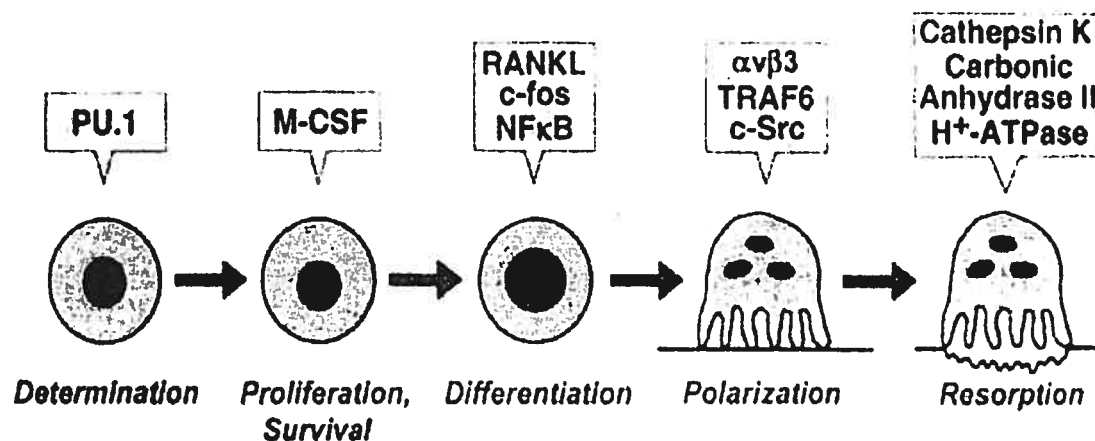 PU.1
M-CSF
RANKL
c-fos
NFκB
αvβ3
TRAF6
c-Src
Cathepsin K
Carbonic
Anhydrase II
H⁺-ATPase
Determination
Proliferation,
Survival
Differentiation
Polarization
Resorption